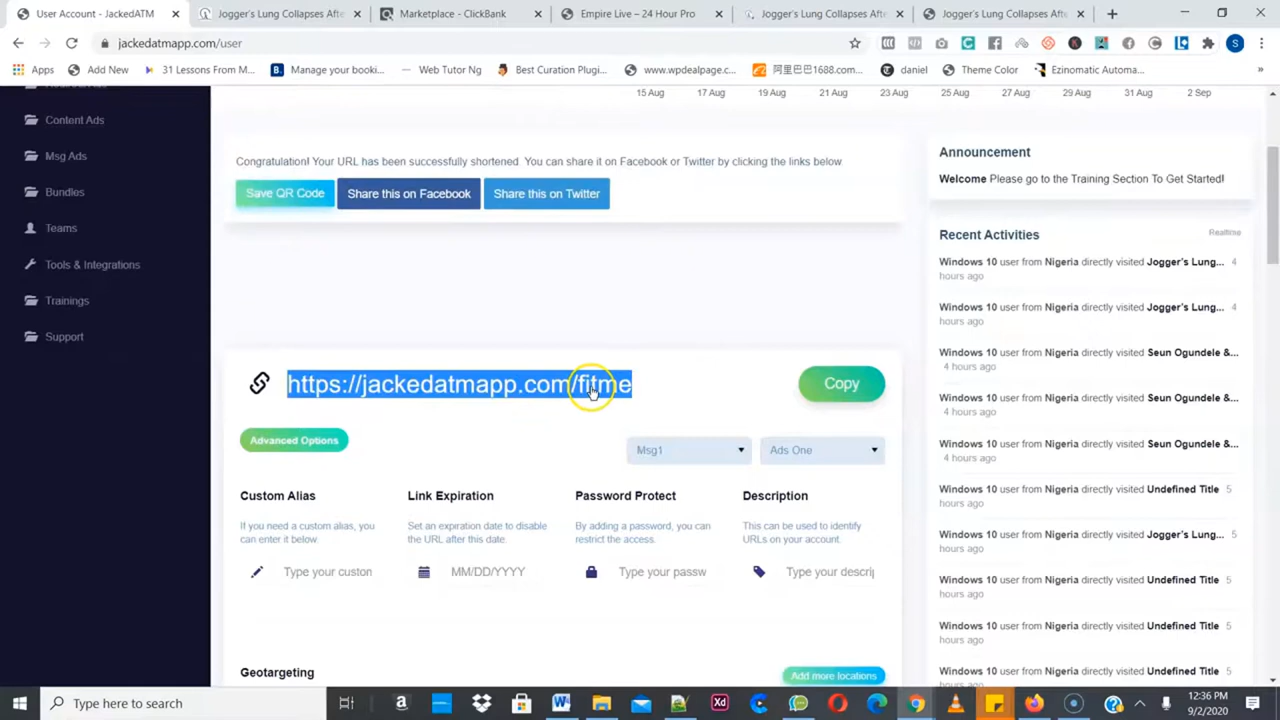 User Account - JackedATM
Jogger's Lung Collapses Afte
Marketplace - ClickBank
Empire Live – 24 Hour Pro
Jogger's Lung Collapses Afte
Jogger's Lung Collapses Afte
jackedatmapp.com/user
Apps
Add New
31 Lessons From M...
Manage your booki...
Web Tutor Ng
Best Curation Plugi...
www.wpdealpage.c...
阿里巴巴1688.com...
daniel
Theme Color
Ezinomatic Automa...
15 Aug 17 Aug 19 Aug 21 Aug 23 Aug 25 Aug 27 Aug 29 Aug 31 Aug 2 Sep
Content Ads
Msg Ads
Bundles
Teams
Tools & Integrations
Trainings
Support
Congratulation! Your URL has been successfully shortened. You can share it on Facebook or Twitter by clicking the links below.
Save QR Code
Share this on Facebook
Share this on Twitter
https://jackedatmapp.com/
Copy
Advanced Options
Msg1
Ads One
Custom Alias
If you need a custom alias, you
can enter it below.
Type your custon
Link Expiration
Set an expiration date to disable
the URL after this date.
MM/DD/YYYY
Password Protect
By adding a password, you can
restrict the access.
Type your passw
Description
This can be used to identify
URLs on your account.
Type your descrip
Geotargeting
Add more locations
Announcement
Welcome Please go to the Training Section To Get Started!
Recent Activities
Realtime
Windows 10 user from Nigeria directly visited Jogger's Lung... 4
hours ago
Windows 10 user from Nigeria directly visited Jogger's Lung... 4
hours ago
Windows 10 user from Nigeria directly visited Seun Ogundele &...
4 hours ago
Windows 10 user from Nigeria directly visited Seun Ogundele &...
4 hours ago
Windows 10 user from Nigeria directly visited Seun Ogundele &...
4 hours ago
Windows 10 user from Nigeria directly visited Undefined Title 5
hours ago
Windows 10 user from Nigeria directly visited Jogger's Lung... 5
hours ago
Windows 10 user from Nigeria directly visited Undefined Title 5
hours ago
Windows 10 user from Nigeria directly visited Undefined Title 5
hours ago
Windows 10 user from Nigeria directly visited Jogger's Lung... 5
Type here to search
12:36 PM
9/2/2020